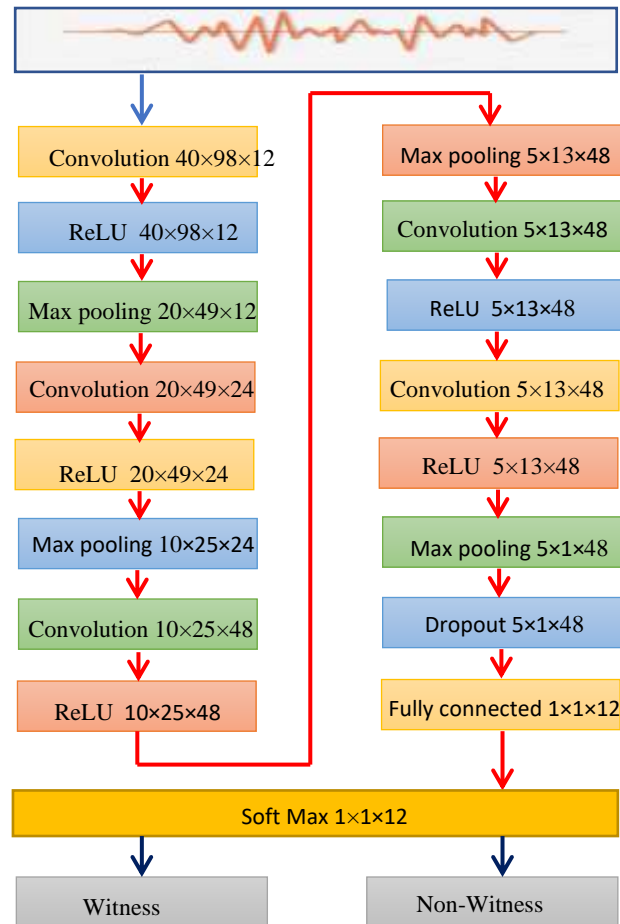 Convolution 40×98×12
ReLU 40×98×12
Max pooling 20×49×12
Convolution 20×49×24
ReLU 20×49×24
Max pooling 10×25×24
Convolution 10×25×48
ReLU 10×25×48
Max pooling 5×13×48
Convolution 5×13×48
ReLU 5×13×48
Convolution 5×13×48
ReLU 5×13×48
Max pooling 5×1×48
Dropout 5×1×48
Fully connected 1×1×12
Soft Max 1×1×12
Witness
Non-Witness